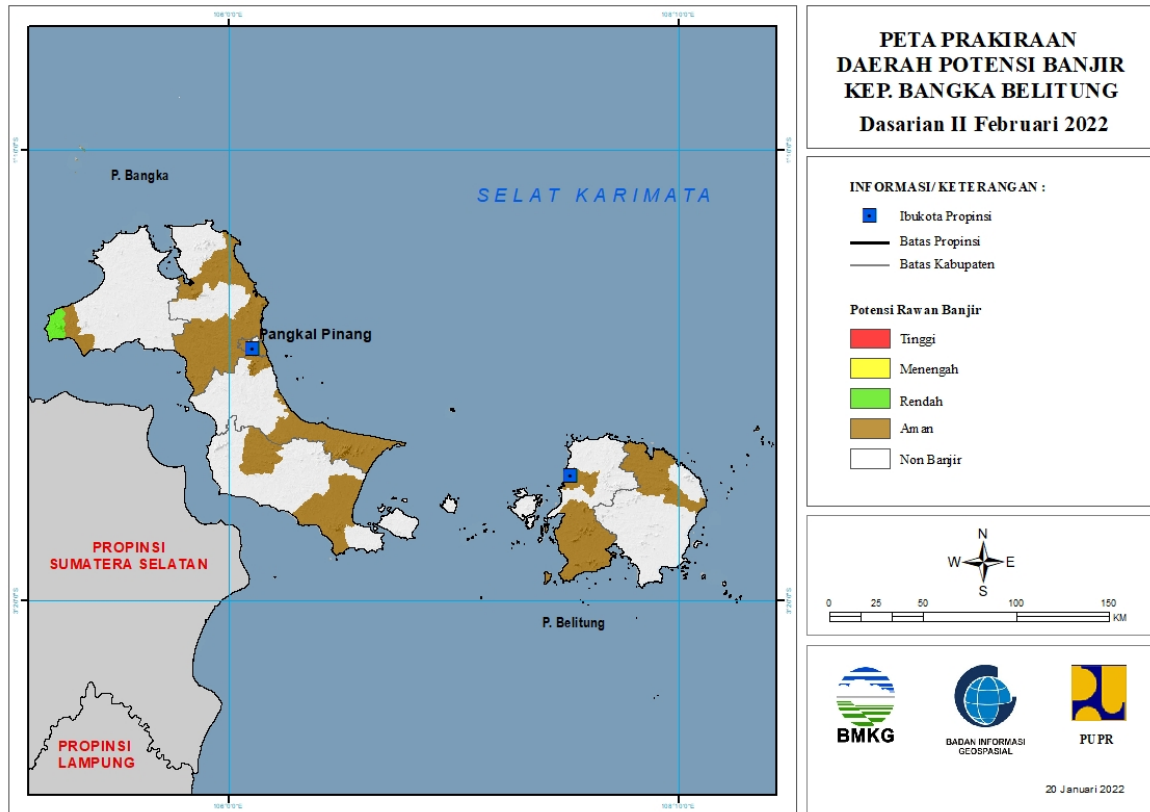 PETA PRAKIRAAN
DAERAH POTENSI BANJIR
KEP. BANGKA BELITUNG
Dasarian II Februari 2022
P. Bangka
SELAT KARIMATA
Pangkal Pinang
PROPINSI
SUMATERA SELATAN
P. Belitung
PROPINSI
LAMPUNG
INFORMASI/ KETERANGAN :
Ibukota Propinsi
Batas Propinsi
Batas Kabupaten
Potensi Rawan Banjir
Tinggi
Menengah
Rendah
Aman
Non Banjir
N
W E
S
0 25 50 100 150
KM
BMKG
BADAN INFORMASI
GEOSPASIAL
PUPR
20 Januari 2022